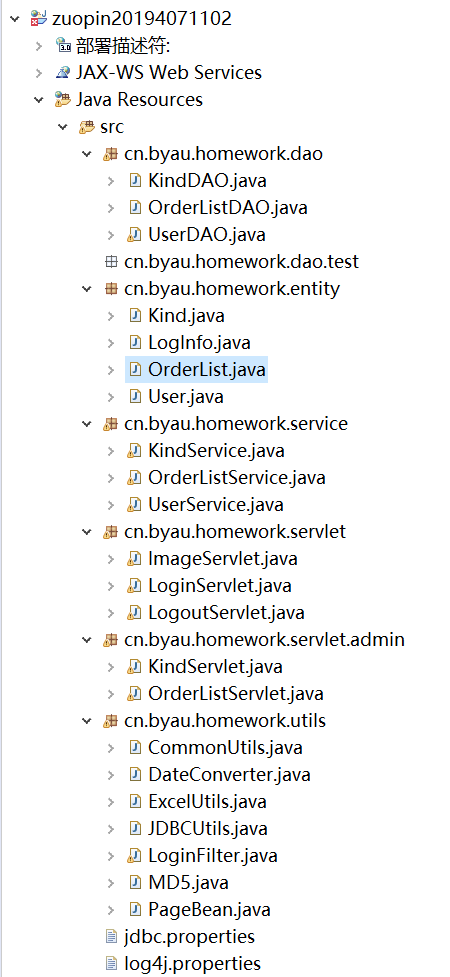 zuopin20194071102
3.0
部署描述符:
JAX-WS Web Services
Java Resources
src
cn.byau.homework.dao
KindDAO.java
OrderListDAO.java
UserDAO.java
cn.byau.homework.dao.test
cn.byau.homework.entity
Kind.java
LogInfo.java
OrderList.java
User.java
cn.byau.homework.service
KindService.java
OrderListService.java
UserService.java
cn.byau.homework.servlet
ImageServlet.java
LoginServlet.java
LogoutServlet.java
cn.byau.homework.servlet.admin
KindServlet.java
OrderListServlet.java
cn.byau.homework.utils
CommonUtils.java
DateConverter.java
ExcelUtils.java
JDBCUtils.java
LoginFilter.java
MD5.java
PageBean.java
jdbc.properties
log4j.properties